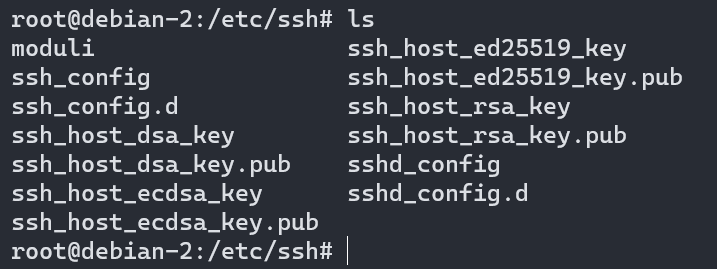 root@debian-2:/etc/ssh# ls
moduli ssh_host_ed25519_key
ssh_config ssh_host_ed25519_key.pub
ssh_config.d ssh_host_rsa_key
ssh_host_dsa_key ssh_host_rsa_key.pub
ssh_host_dsa_key.pub sshd_config
ssh_host_ecdsa_key sshd_config.d
ssh_host_ecdsa_key.pub
root@debian-2:/etc/ssh#